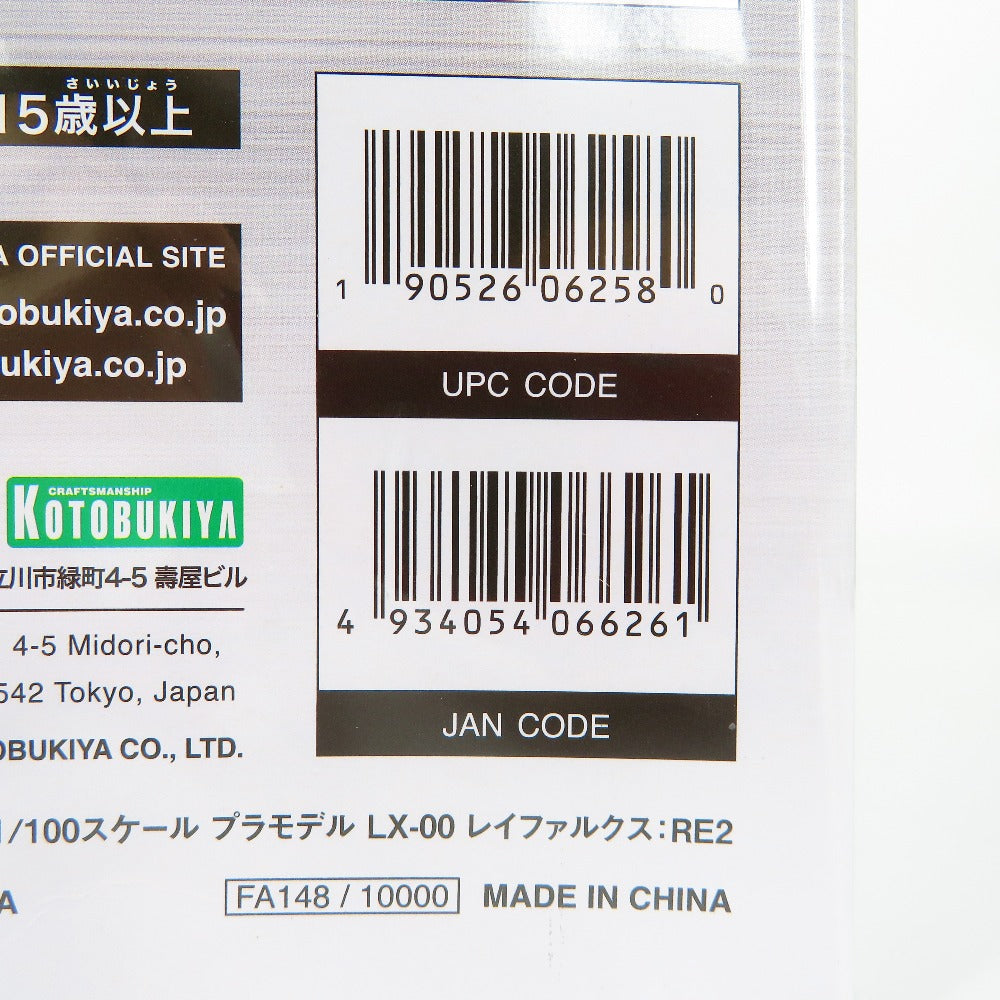 さいいじょう
15歳以上
A OFFICIAL SITE
obukiya.co.jp
ukiya.co.jp
CRAFTSMANSHIP
KOTOBUKIYA
立川市緑町4-5 壽屋ビル
4-5 Midori-cho,
542 Tokyo, Japan
OBUKIYA CO., LTD.
1 90526 06258 0
UPC CODE
4 934054 066261
JAN CODE
1/100スケール プラモデル LX-00 レイファルクス:RE2
A
FA148 / 10000
MADE IN CHINA